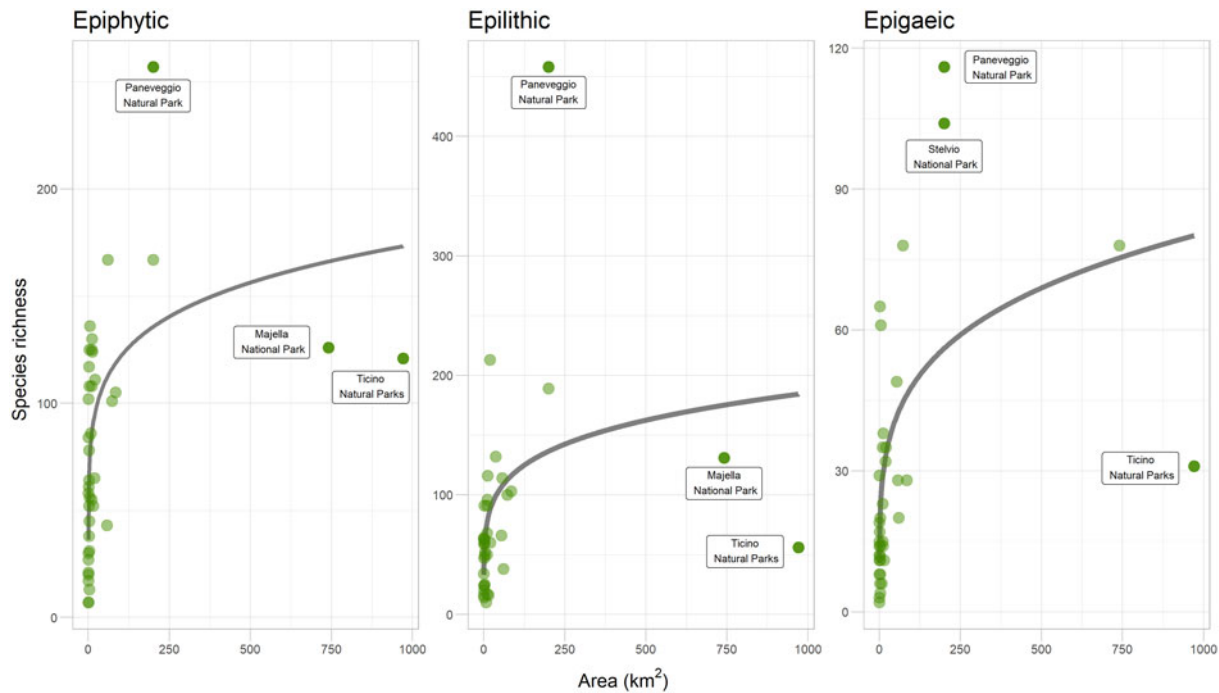 Epiphytic
Epilithic
Epigaeic
Species richness
200
100
0
Paneveggio
Natural Park
Majella
National Park
Ticino
Natural Parks
0 250 500 750 1000
400
300
200
100
0
Paneveggio
Natural Park
Majella
National Park
Ticino
Natural Parks
0 250 500 750 1000
120
90
60
30
0
Paneveggio
Natural Park
Stelvio
National Park
Ticino
Natural Parks
0 250 500 750 1000
Area (km²)